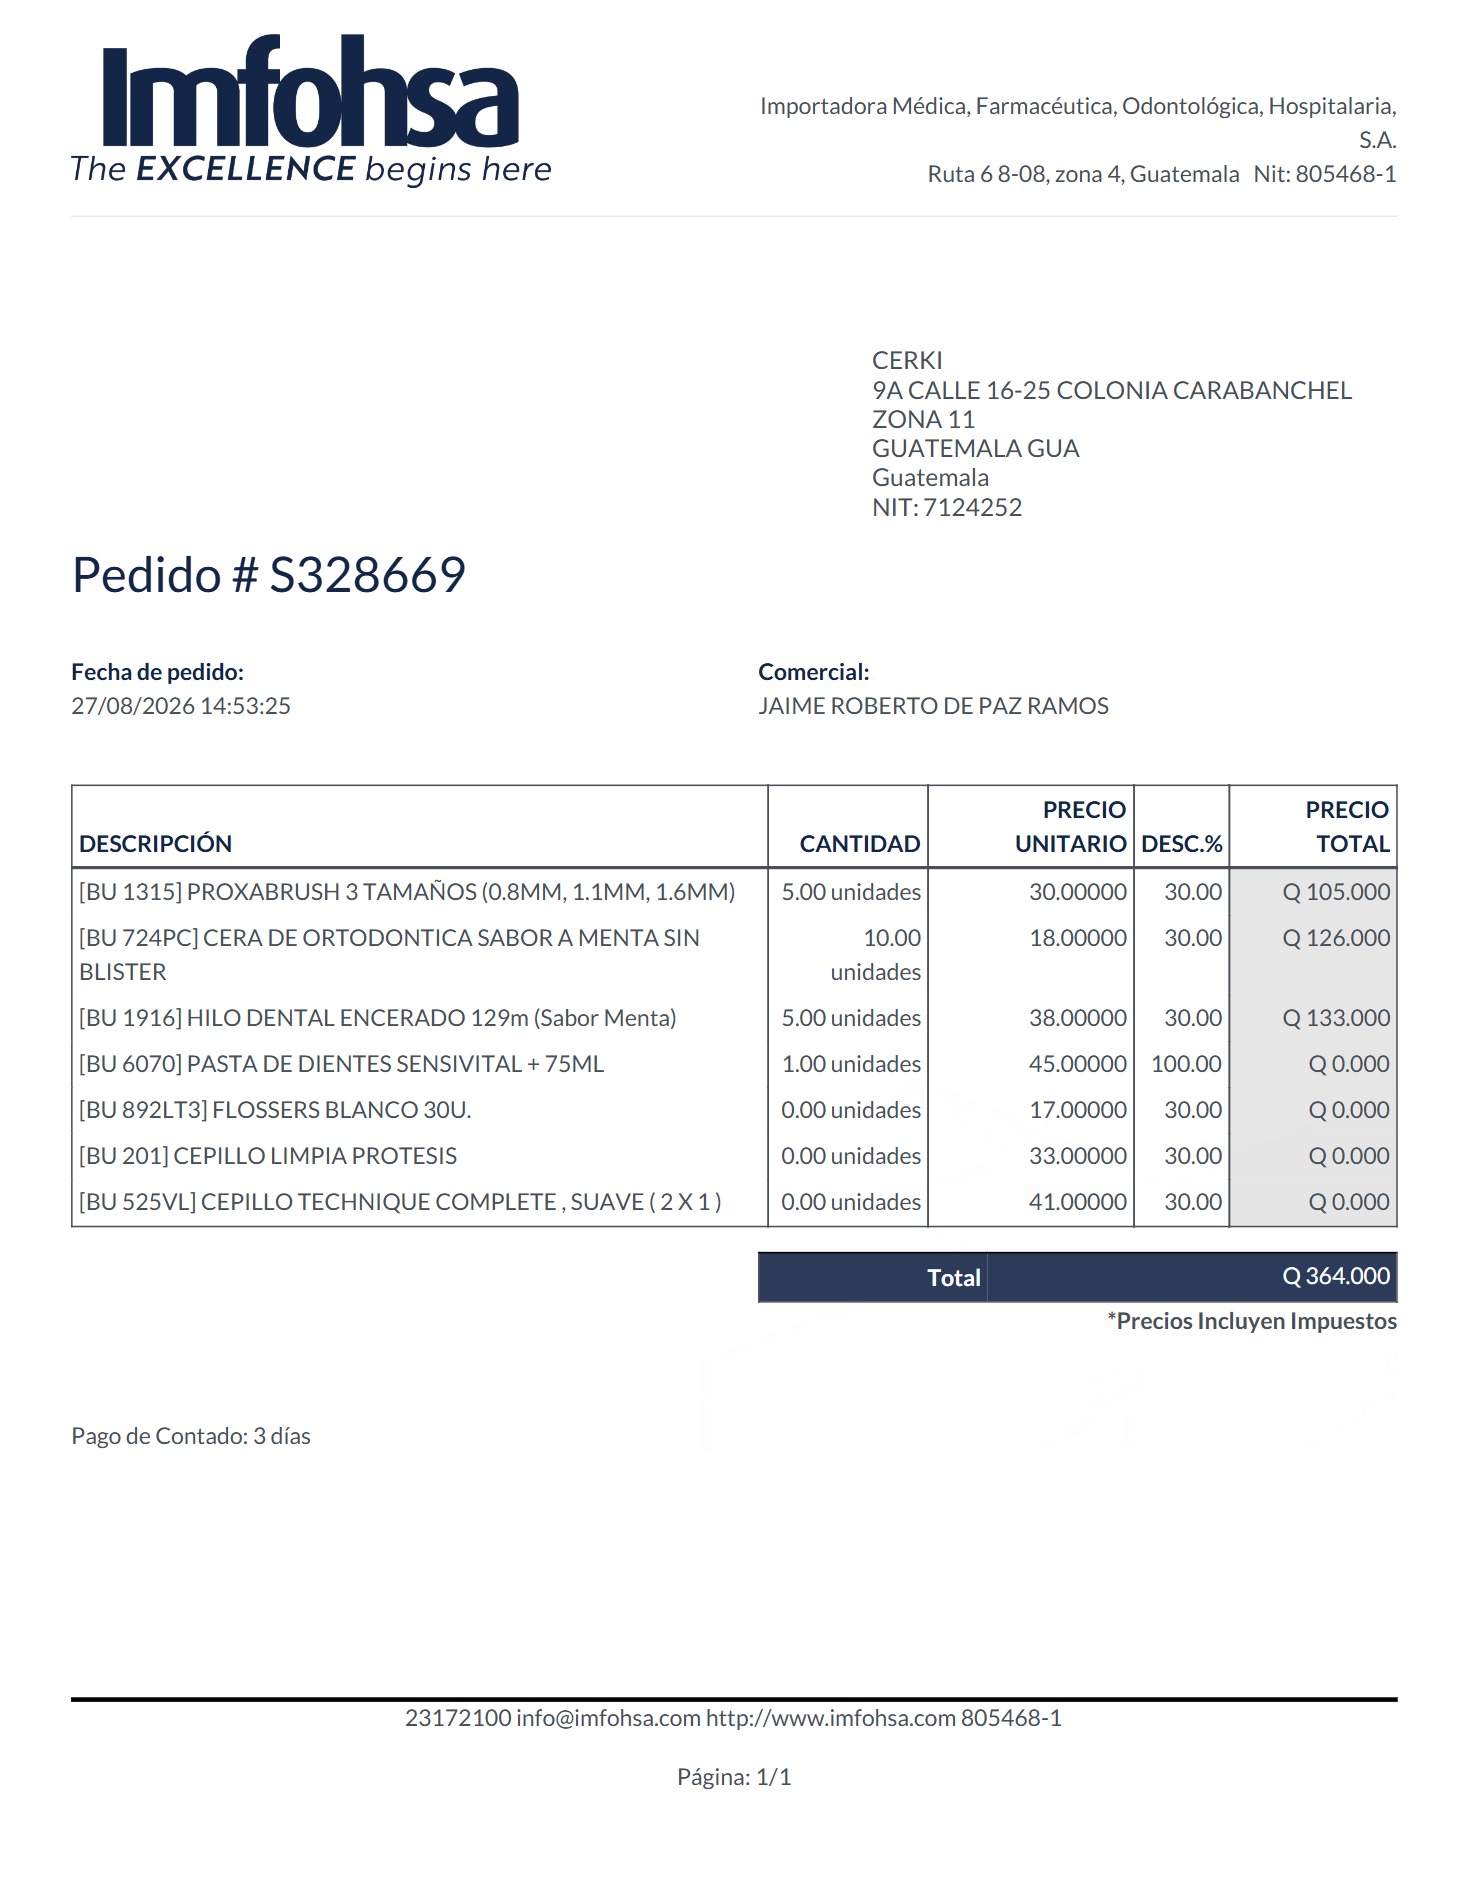 Imfohsa
The EXCELLENCE begins here
Importadora Médica, Farmacéutica, Odontológica, Hospitalaria,
S.A.
Ruta 6 8-08, zona 4, Guatemala Nit: 805468-1
CERKI
9A CALLE 16-25 COLONIA CARABANCHEL
ZONA 11
GUATEMALA GUA
Guatemala
NIT: 7124252
Pedido # S328669
Fecha de pedido: Comercial:
27/08/2026 14:53:25 JAIME ROBERTO DE PAZ RAMOS
PRECIO PRECIO
DESCRIPCIÓN CANTIDAD UNITARIO DESC.% TOTAL
[BU 1315] PROXABRUSH 3 TAMAÑOS (0.8MM, 1.1MM, 1.6MM) 5.00 unidades 30.00000 30.00 Q 105.000
[BU 724PC] CERA DE ORTODONTICA SABOR A MENTA SIN 10.00 18.00000 30.00 Q 126.000
BLISTER unidades
[BU 1916] HILO DENTAL ENCERADO 129m (Sabor Menta) 5.00 unidades 38.00000 30.00 Q 133.000
[BU 6070] PASTA DE DIENTES SENSIVITAL + 75ML 1.00 unidades 45.00000 100.00 Q 0.000
[BU 892LT3] FLOSSERS BLANCO 30U. 0.00 unidades 17.00000 30.00 Q 0.000
[BU 201] CEPILLO LIMPIA PROTESIS 0.00 unidades 33.00000 30.00 Q 0.000
[BU 525VL] CEPILLO TECHNIQUE COMPLETE , SUAVE ( 2 X 1 ) 0.00 unidades 41.00000 30.00 Q 0.000
Total Q 364.000
*Precios Incluyen Impuestos
Pago de Contado: 3 días
23172100 info@imfohsa.com http://www.imfohsa.com 805468-1
Página: 1/1